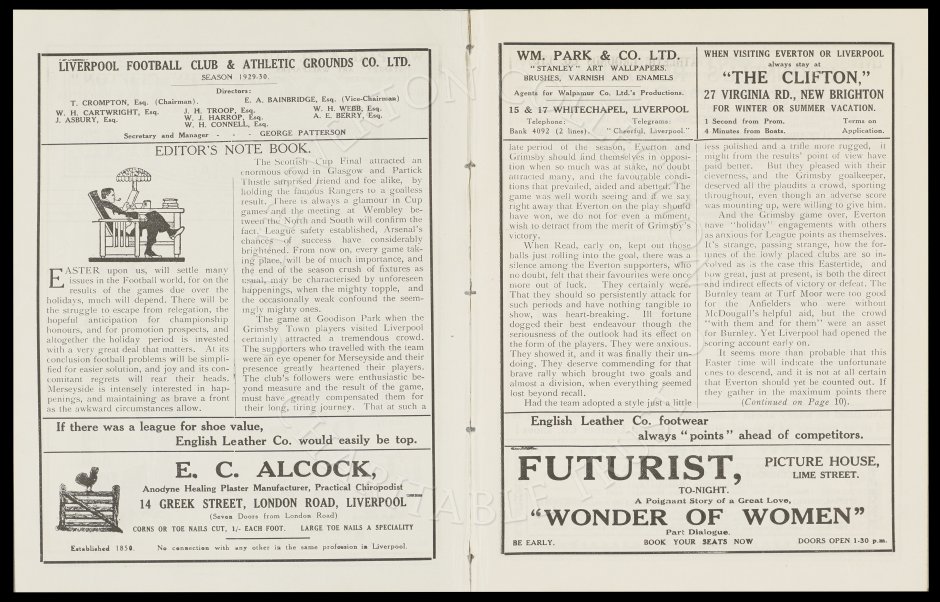 LIVERPOOL FOOTBALL CLUB & ATHLETIC GROUNDS CO. LTD.
SEASON 1929-30.
Directors:
T. CROMPTON, Esq. (Chairman). E. A. BAINBRIDGE, Esq. (Vice-Chairman)
W. H. CARTWRIGHT, Esq. J. H. TROOP, Esq. W. H. WEBB, Esq.
J. ASBURY, Esq. W. J. HARROP, Esq. A. E. BERRY, Esq.
W. H. CONNELL, Esq.
Secretary and Manager - - - GEORGE PATTERSON
EDITOR'S NOTE BOOK.
EASTER upon us, will settle many
issues in the Football world, for on the
results of the games due over the
holidays, much will depend. There will be
the struggle to escape from relegation, the
hopeful anticipation for championship
honours, and for promotion prospects, and
altogether the holiday period is invested
with a very great deal that matters. At its
conclusion football problems will be simpli-
fied for easier solution, and joy and its con-
comitant regrets will rear their heads.
Merseyside is intensely interested in hap-
penings, and maintaining as brave a front
as the awkward circumstances allow.
The Scottish Cup Final attracted an
enormous crowd in Glasgow and Partick
Thistle surprised friend and foe alike, by
holding the famous Rangers to a goalless
result. There is always a glamour in Cup
games and the meeting at Wembley be-
tween the North and South will confirm the
fact. League safety established, Arsenal's
chances of success have considerably
brightened. From now on, every game tak-
ing place, will be of much importance, and
the end of the season crush of fixtures as
usual, may be characterised by unforeseen
happenings, when the mighty topple, and
the occasionally weak confound the seem-
ingly mighty ones.
The game at Goodison Park when the
Grimsby Town players visited Liverpool
certainly attracted a tremendous crowd.
The supporters who travelled with the team
were an eye opener for Merseyside and their
presence greatly heartened their players.
The club's followers were enthusiastic be-
yond measure and the result of the game,
must have greatly compensated them for
their long, tiring journey. That at such a
If there was a league for shoe value,
English Leather Co. would easily be top.
E. C. ALCOCK,
Anodyne Healing Plaster Manufacturer, Practical Chiropodist
14 GREEK STREET, LONDON ROAD, LIVERPOOL
(Seven Doors from London Road)
CORNS OR TOE NAILS CUT, 1/- EACH FOOT. LARGE TOE NAILS A SPECIALITY
Established 1850. No connection with any other in the same profession in Liverpool.
WM. PARK & CO. LTD.
"STANLEY" ART WALLPAPERS.
BRUSHES, VARNISH AND ENAMELS
Agents for Walpamur Co. Ltd.'s Productions.
15 & 17 WHITECHAPEL, LIVERPOOL
Telephone: Telegrams:
Bank 4092 (2 lines). "Cheerful, Liverpool."
WHEN VISITING EVERTON OR LIVERPOOL
always stay at
"THE CLIFTON,"
27 VIRGINIA RD., NEW BRIGHTON
FOR WINTER OR SUMMER VACATION.
1 Second from Prom. Terms on
4 Minutes from Boats. Application.
late period of the season, Everton and
Grimsby should find themselves in opposi-
tion when so much was at stake, no doubt
attracted many, and the favourable condi-
tions that prevailed, aided and abetted. The
game was well worth seeing and if we say
right away that Everton on the play should
have won, we do not for even a moment,
wish to detract from the merit of Grimsby's
victory.
When Read, early on, kept out those
balls just rolling into the goal, there was a
silence among the Everton supporters, who
no doubt, felt that their favourites were once
more out of luck. They certainly were.
That they should so persistently attack for
such periods and have nothing tangible to
show, was heart-breaking. Ill fortune
dogged their best endeavour though the
seriousness of the outlook had its effect on
the form of the players. They were anxious.
They showed it, and it was finally their un-
doing. They deserve commending for that
brave rally which brought two goals and
almost a division, when everything seemed
lost beyond recall.
Had the team adopted a style just a little
less polished and a trifle more rugged, it
might from the results' point of view have
paid better. But they pleased with their
cleverness, and the Grimsby goalkeeper,
deserved all the plaudits a crowd, sporting
throughout, even though an adverse score
was mounting up, were willing to give him.
And the Grimsby game over, Everton
have "holiday" engagements with others
as anxious for League points as themselves.
It's strange, passing strange, how the for-
tunes of the lowly placed clubs are so in-
volved as is the case this Eastertide, and
how great, just at present, is both the direct
and indirect effects of victory or defeat. The
Burnley team at Turf Moor were too good
for the Anfielders who were without
McDougall's helpful aid, but the crowd
"with them and for them" were an asset
for Burnley. Yet Liverpool had opened the
scoring account early on.
It seems more than probable that this
Easter time will indicate the unfortunate
ones to descend, and it is not at all certain
that Everton should yet be counted out. If
they gather in the maximum points there
(Continued on Page 10).
English Leather Co. footwear
always "points" ahead of competitors.
FUTURIST, PICTURE HOUSE,
LIME STREET.
TO-NIGHT.
A Poignant Story of a Great Love,
"WONDER OF WOMEN"
Part Dialogue.
BE EARLY. BOOK YOUR SEATS NOW DOORS OPEN 1-30 p.m.